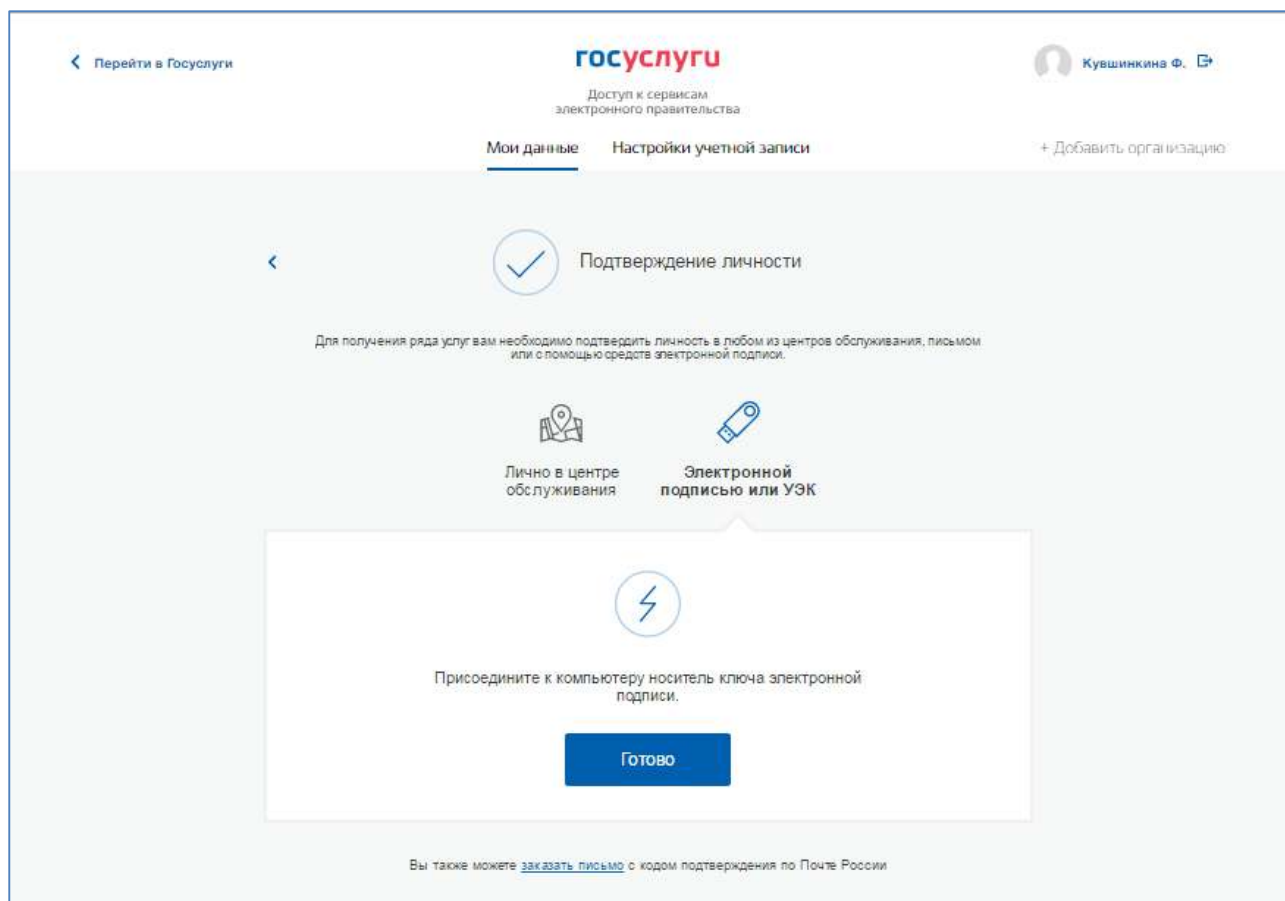 Перейти в Госуслуги
госуслуги
Кувшинкина Ф.
Доступ к сервисам
электронного правительства
Мои данные
Настройки учетной записи
+ Добавить организацию
Подтверждение личности
Для получения ряда услуг вам необходимо подтвердить личность в любом из центров обслуживания, письмом
или с помощью средств электронной подписи.
Лично в центре
обслуживания
Электронной
подписью или УЭК
Присоедините к компьютеру носитель ключа электронной
подписи.
Готово
Вы также можете заказать письмо с кодом подтверждения по Почте России